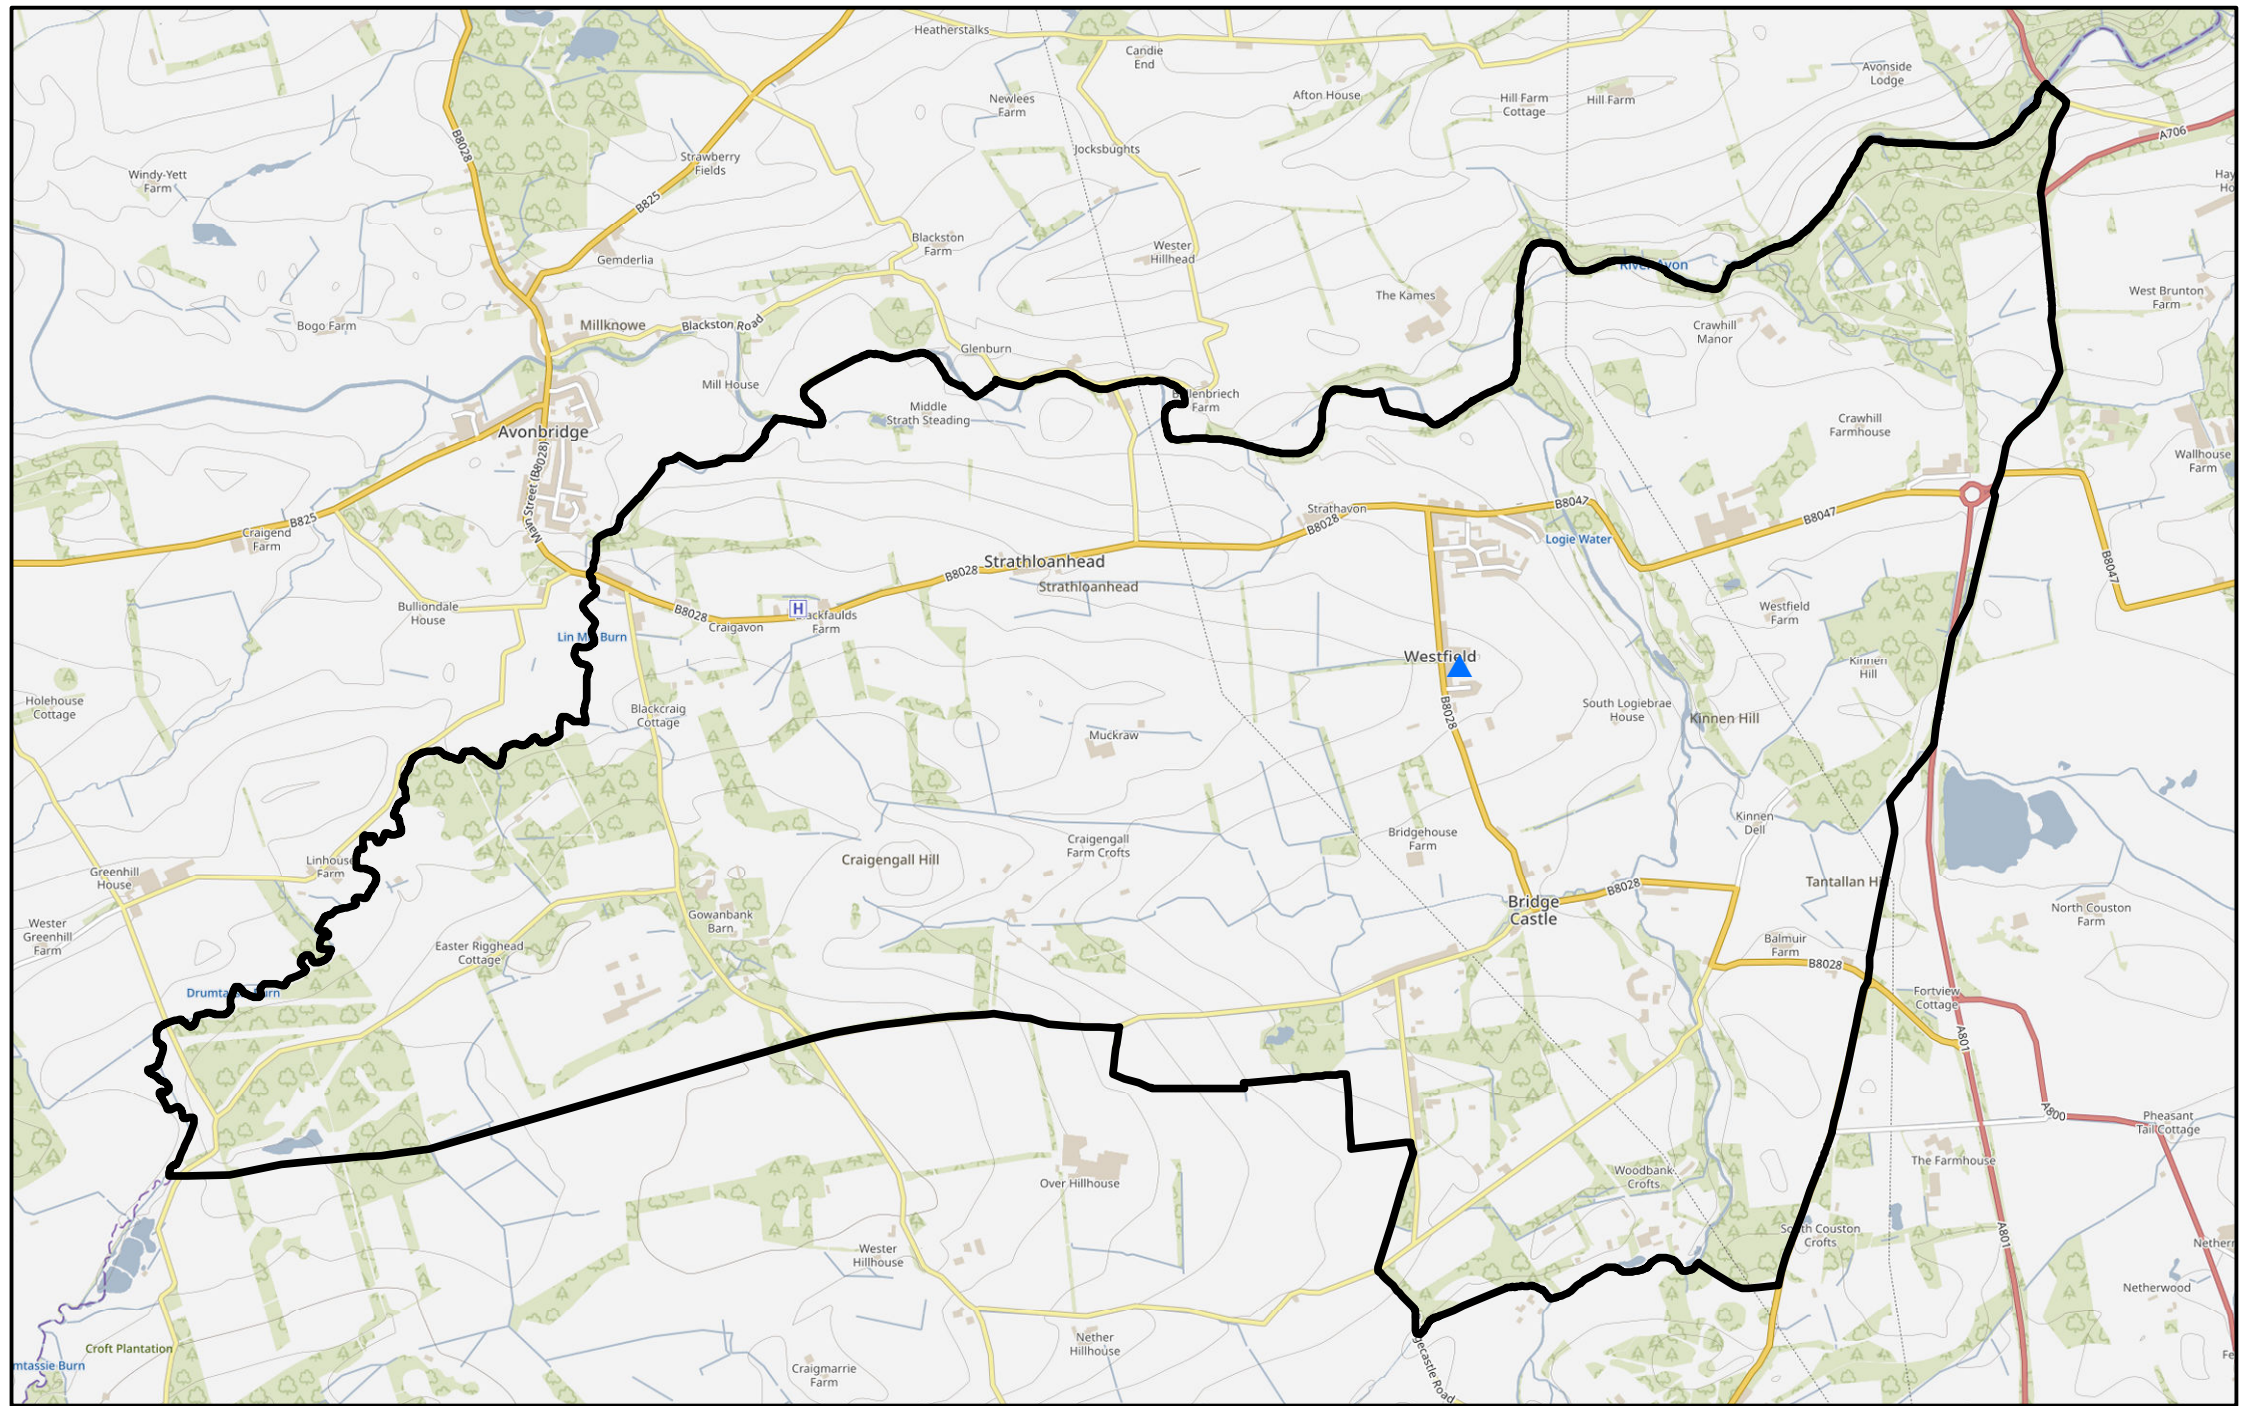 Heatherstalks
Candie
End
Avonside
Lodge
Newlees
Farm
Afton House
Hill Farm
Cottage
Hill Farm
B8028
A706
Jocksbughts
Strawberry
Fields
Windy-Yett
Farm
B825
Blackston
Farm
Wester
Hillhead
Gemderlia
River Avon
The Kames
West Brunton
Farm
Bogo Farm
Millknowe
Blackston Road
Crawhill
Manor
Glenburn
Mill House
Middle
Strath Steading
Farm
Crawhill
Farmhouse
Avonbridge
Main Street (B8028)
Wallhouse
Farm
B825
Craigend
Farm
Strathavon
B8028
B8047
B8047
Logie Water
B8047
Strathloanhead
B8028
Strathloanhead
Bulliondale
House
B8028
H
Craigavon
Farm
Westfield
Farm
Westfield
Kinnen
Hill
Holehouse
Cottage
Blackcraig
Cottage
B8028
South Logiebrae
House
Kinnen Hill
Muckraw
Kinnen
Dell
Bridgehouse
Farm
Craigengall
Farm Crofts
Craigengall Hill
Linhouse
Farm
Greenhill
House
Tantallan
B8028
Bridge
Castle
North Couston
Farm
Gowanbank
Barn
Wester
Greenhill
Farm
Easter Rigghead
Cottage
Balmuir
Farm
B8028
Fortview
Cottage
A801
A800
Pheasant
Tail Cottage
The Farmhouse
Woodbank
Crofts
Over Hillhouse
South Couston
Crofts
A801
Wester
Hillhouse
Netherwood
Croft Plantation
Nether
Hillhouse
Craigmarrie
Farm
Road